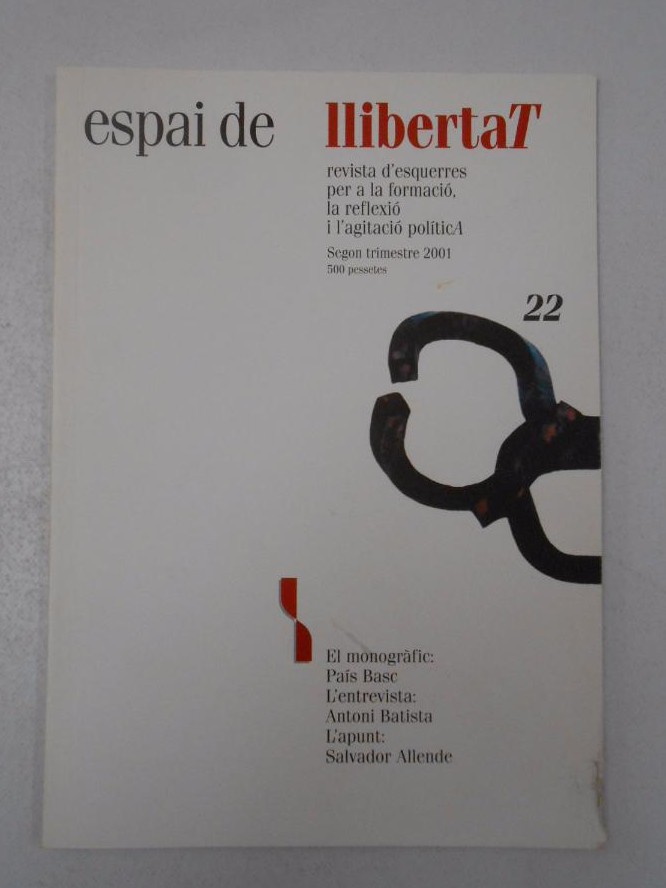 espai de llibertaT
revista d'esquerres
per a la formació,
la reflexió
i l'agitació políticA
Segon trimestre 2001
500 pessetes
22
El monogràfic:
País Basc
L'entrevista:
Antoni Batista
L'apunt:
Salvador Allende